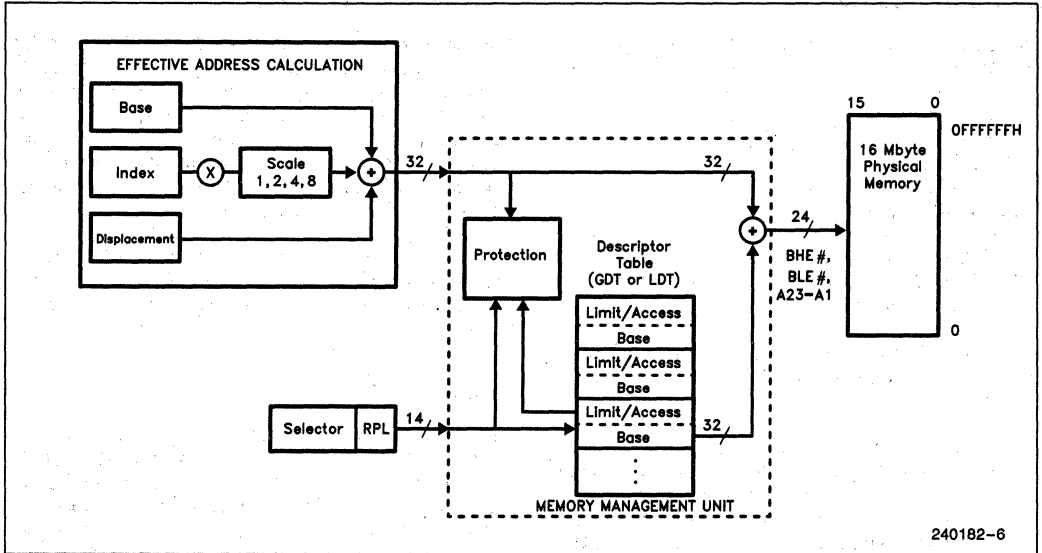 EFFECTIVE ADDRESS CALCULATION
Base
Index
X
Scale
1, 2, 4, 8
+
Displacement
32
32
+
Protection
Descriptor
Table
(GDT or LDT)
Limit/Access
Base
Limit/Access
Base
Limit/Access
Base
32
Selector
RPL
14
MEMORY MANAGEMENT UNIT
24
BHE#,
BLE#,
A23–A1
15
0
0FFFFFFH
16 Mbyte
Physical
Memory
0
240182–6